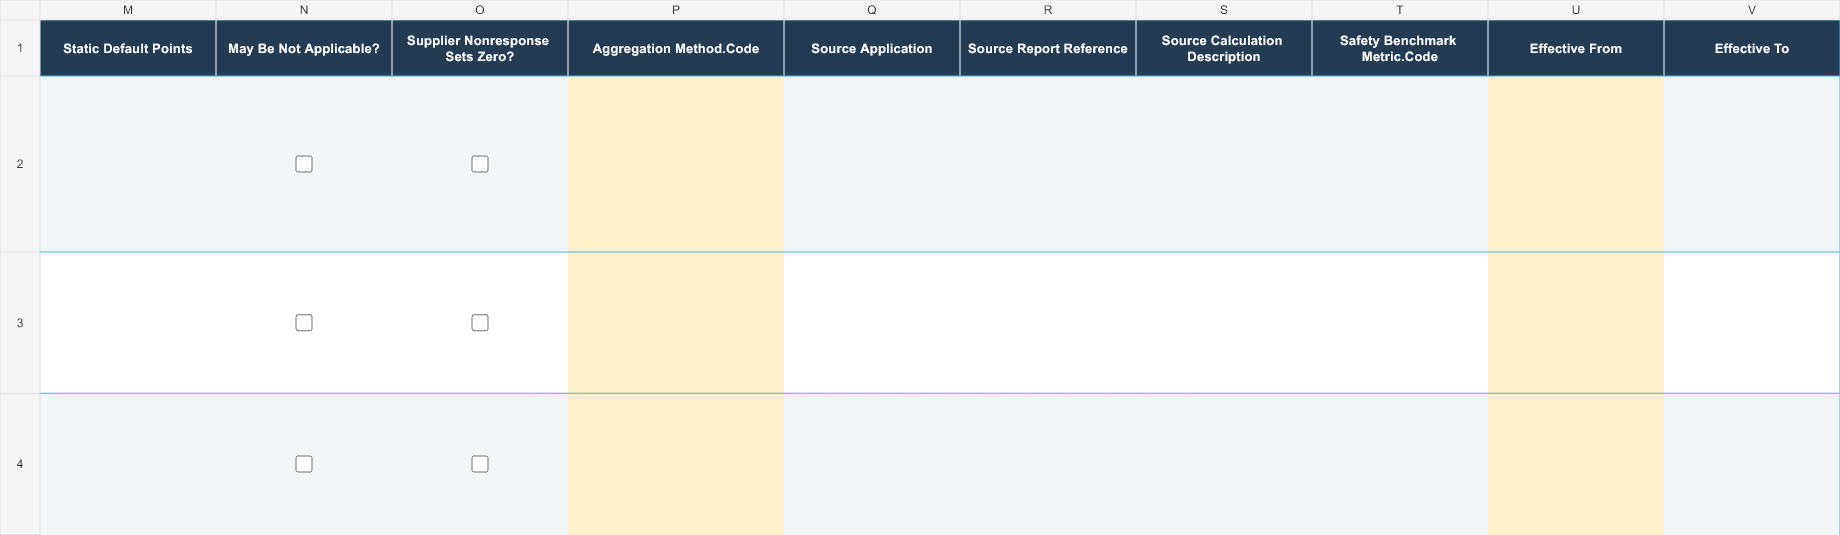 M N O P Q R S T U V
1 Static Default Points May Be Not Applicable? Supplier Nonresponse Sets Zero? Aggregation Method.Code Source Application Source Report Reference Source Calculation Description Safety Benchmark Metric.Code Effective From Effective To
2
3
4